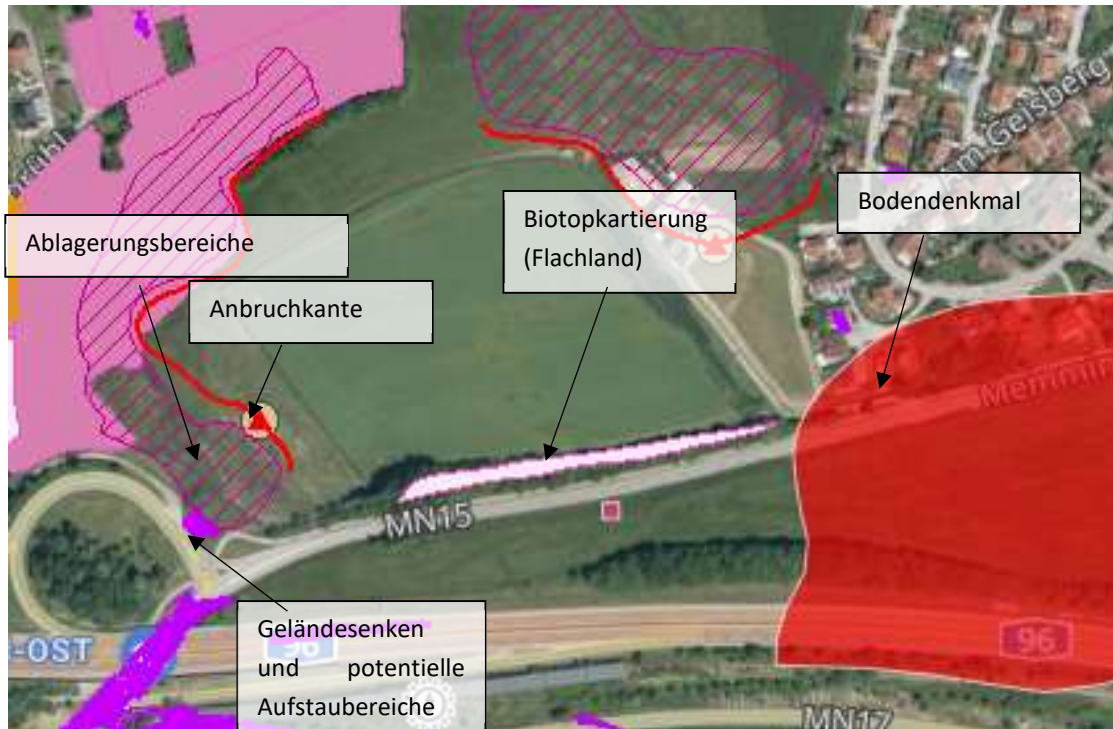 Am Geisberg
Bodendenkmal
Biotopkartierung
(Flachland)
Ablagerungsbereiche
Anbruchkante
MN15
Geländesenken
und potentielle
Aufstaubereiche
-OST
96
96
MN17